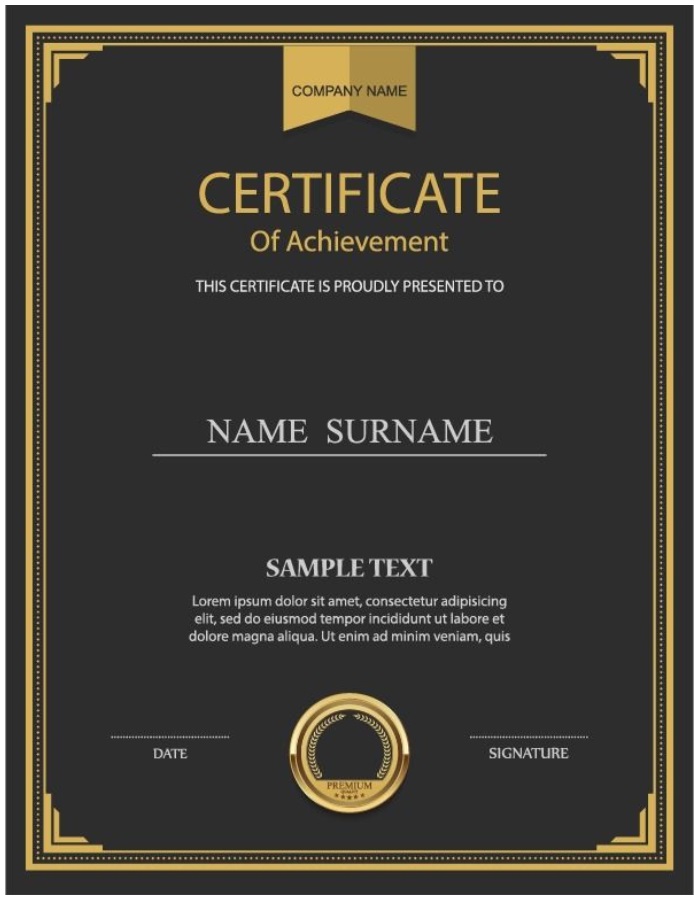 COMPANY NAME
CERTIFICATE
Of Achievement
THIS CERTIFICATE IS PROUDLY PRESENTED TO
NAME SURNAME
SAMPLE TEXT
Lorem ipsum dolor sit amet, consectetur adipisicing
elit, sed do eiusmod tempor incididunt ut labore et
dolore magna aliqua. Ut enim ad minim veniam, quis
DATE
SIGNATURE
PREMIUM
QUALITY